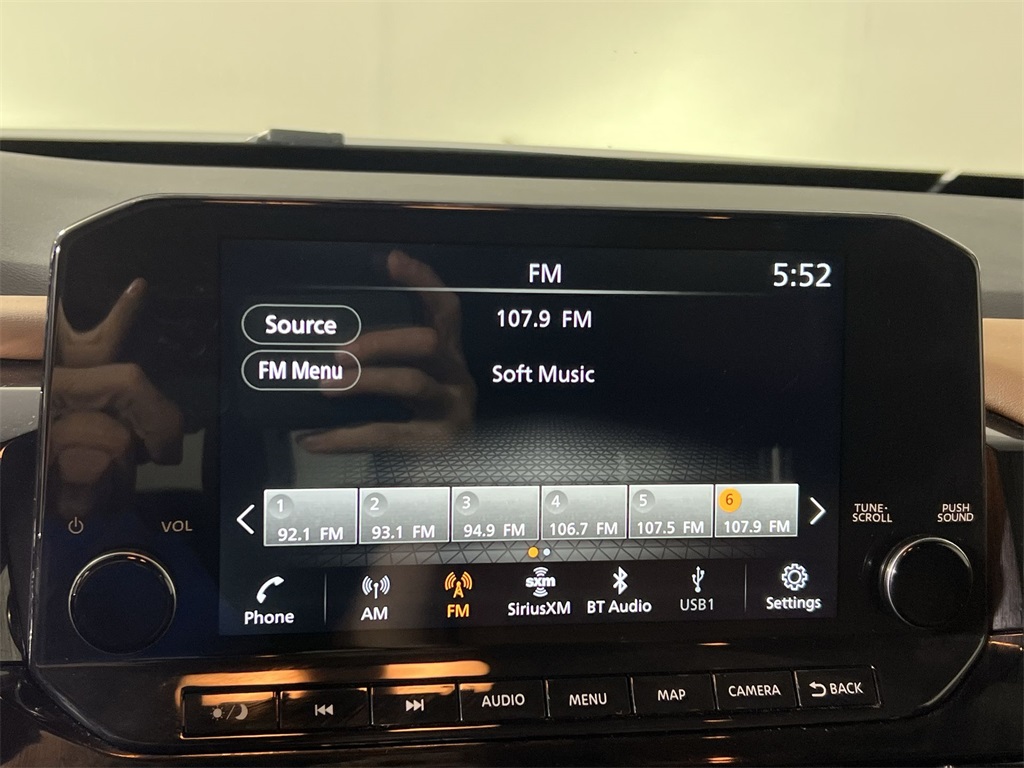 FM
5:52
Source
107.9 FM
FM Menu
Soft Music
1
2
3
4
5
6
92.1 FM
93.1 FM
94.9 FM
106.7 FM
107.5 FM
107.9 FM
VOL
TUNE·
SCROLL
PUSH
SOUND
Phone
AM
FM
sxm
SiriusXM
BT Audio
USB1
Settings
AUDIO
MENU
MAP
CAMERA
BACK